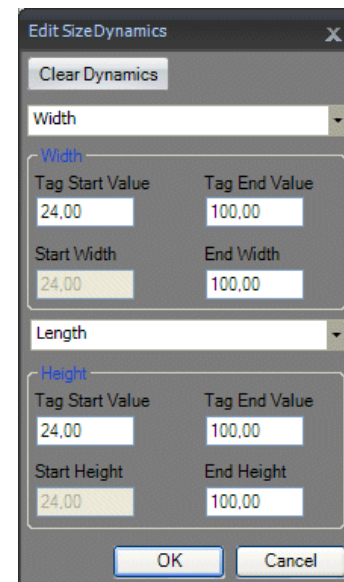 Edit SizeDynamics x
Clear Dynamics
Width
Width
Tag Start Value Tag End Value
24,00 100,00
Start Width End Width
24,00 100,00
Length
Height
Tag Start Value Tag End Value
24,00 100,00
Start Height End Height
24,00 100,00
OK Cancel